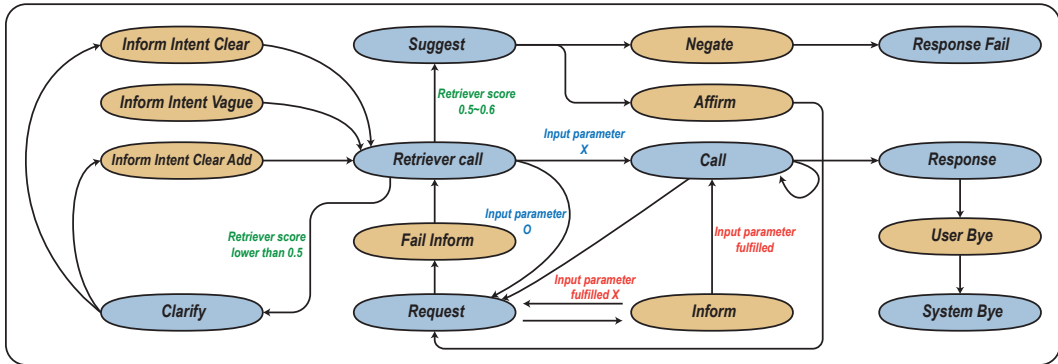 Inform Intent Clear
Suggest
Negate
Response Fail
Inform Intent Vague
Retriever score
0.5~0.6
Affirm
Inform Intent Clear Add
Retriever call
Input parameter
X
Call
Response
Retriever score
lower than 0.5
Fail Inform
Input parameter
O
Input parameter
fulfilled
User Bye
Clarify
Request
Input parameter
fulfilled X
Inform
System Bye